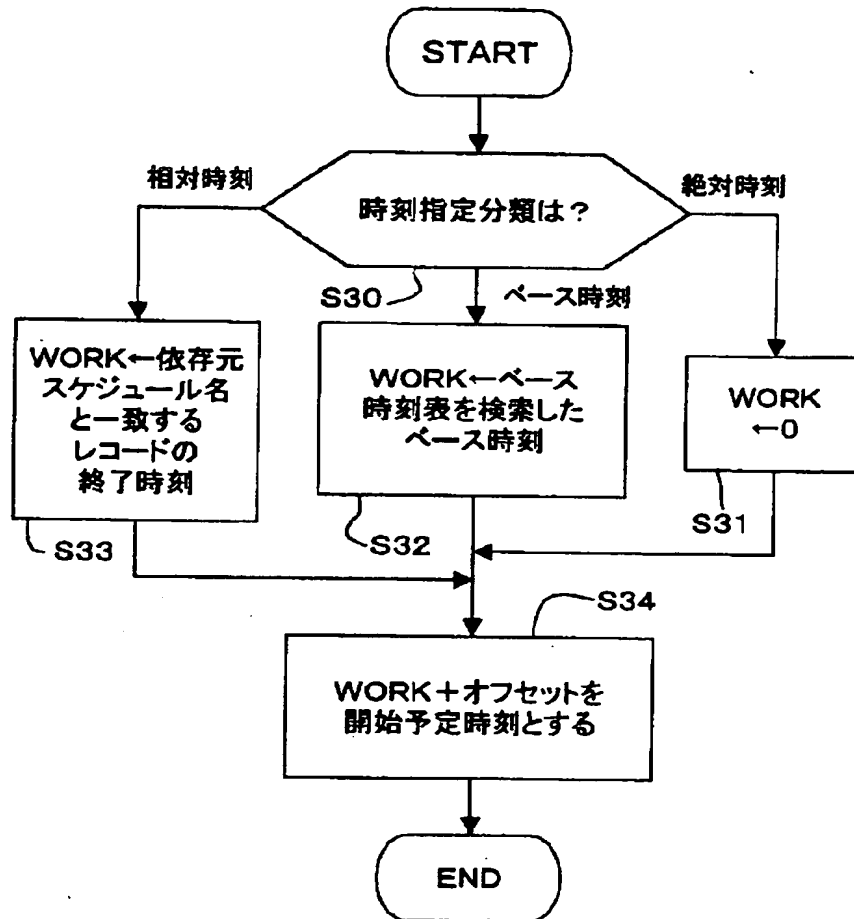 START
相対時刻
絶対時刻
時刻指定分類は?
S30
ベース時刻
WORK←依存元
スケジュール名
と一致する
レコードの
終了時刻
WORK←ベース
時刻表を検索した
ベース時刻
WORK
←0
S33
S32
S31
S34
WORK+オフセットを
開始予定時刻とする
END